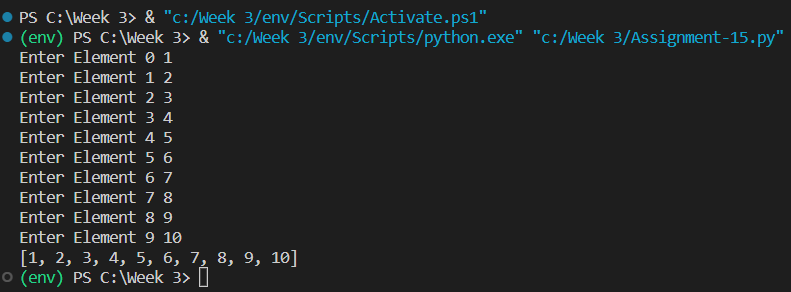 PS C:\Week 3> & "c:/Week 3/env/Scripts/Activate.ps1"
(env) PS C:\Week 3> & "c:/Week 3/env/Scripts/python.exe" "c:/Week 3/Assignment-15.py"
Enter Element 0 1
Enter Element 1 2
Enter Element 2 3
Enter Element 3 4
Enter Element 4 5
Enter Element 5 6
Enter Element 6 7
Enter Element 7 8
Enter Element 8 9
Enter Element 9 10
[1, 2, 3, 4, 5, 6, 7, 8, 9, 10]
(env) PS C:\Week 3>